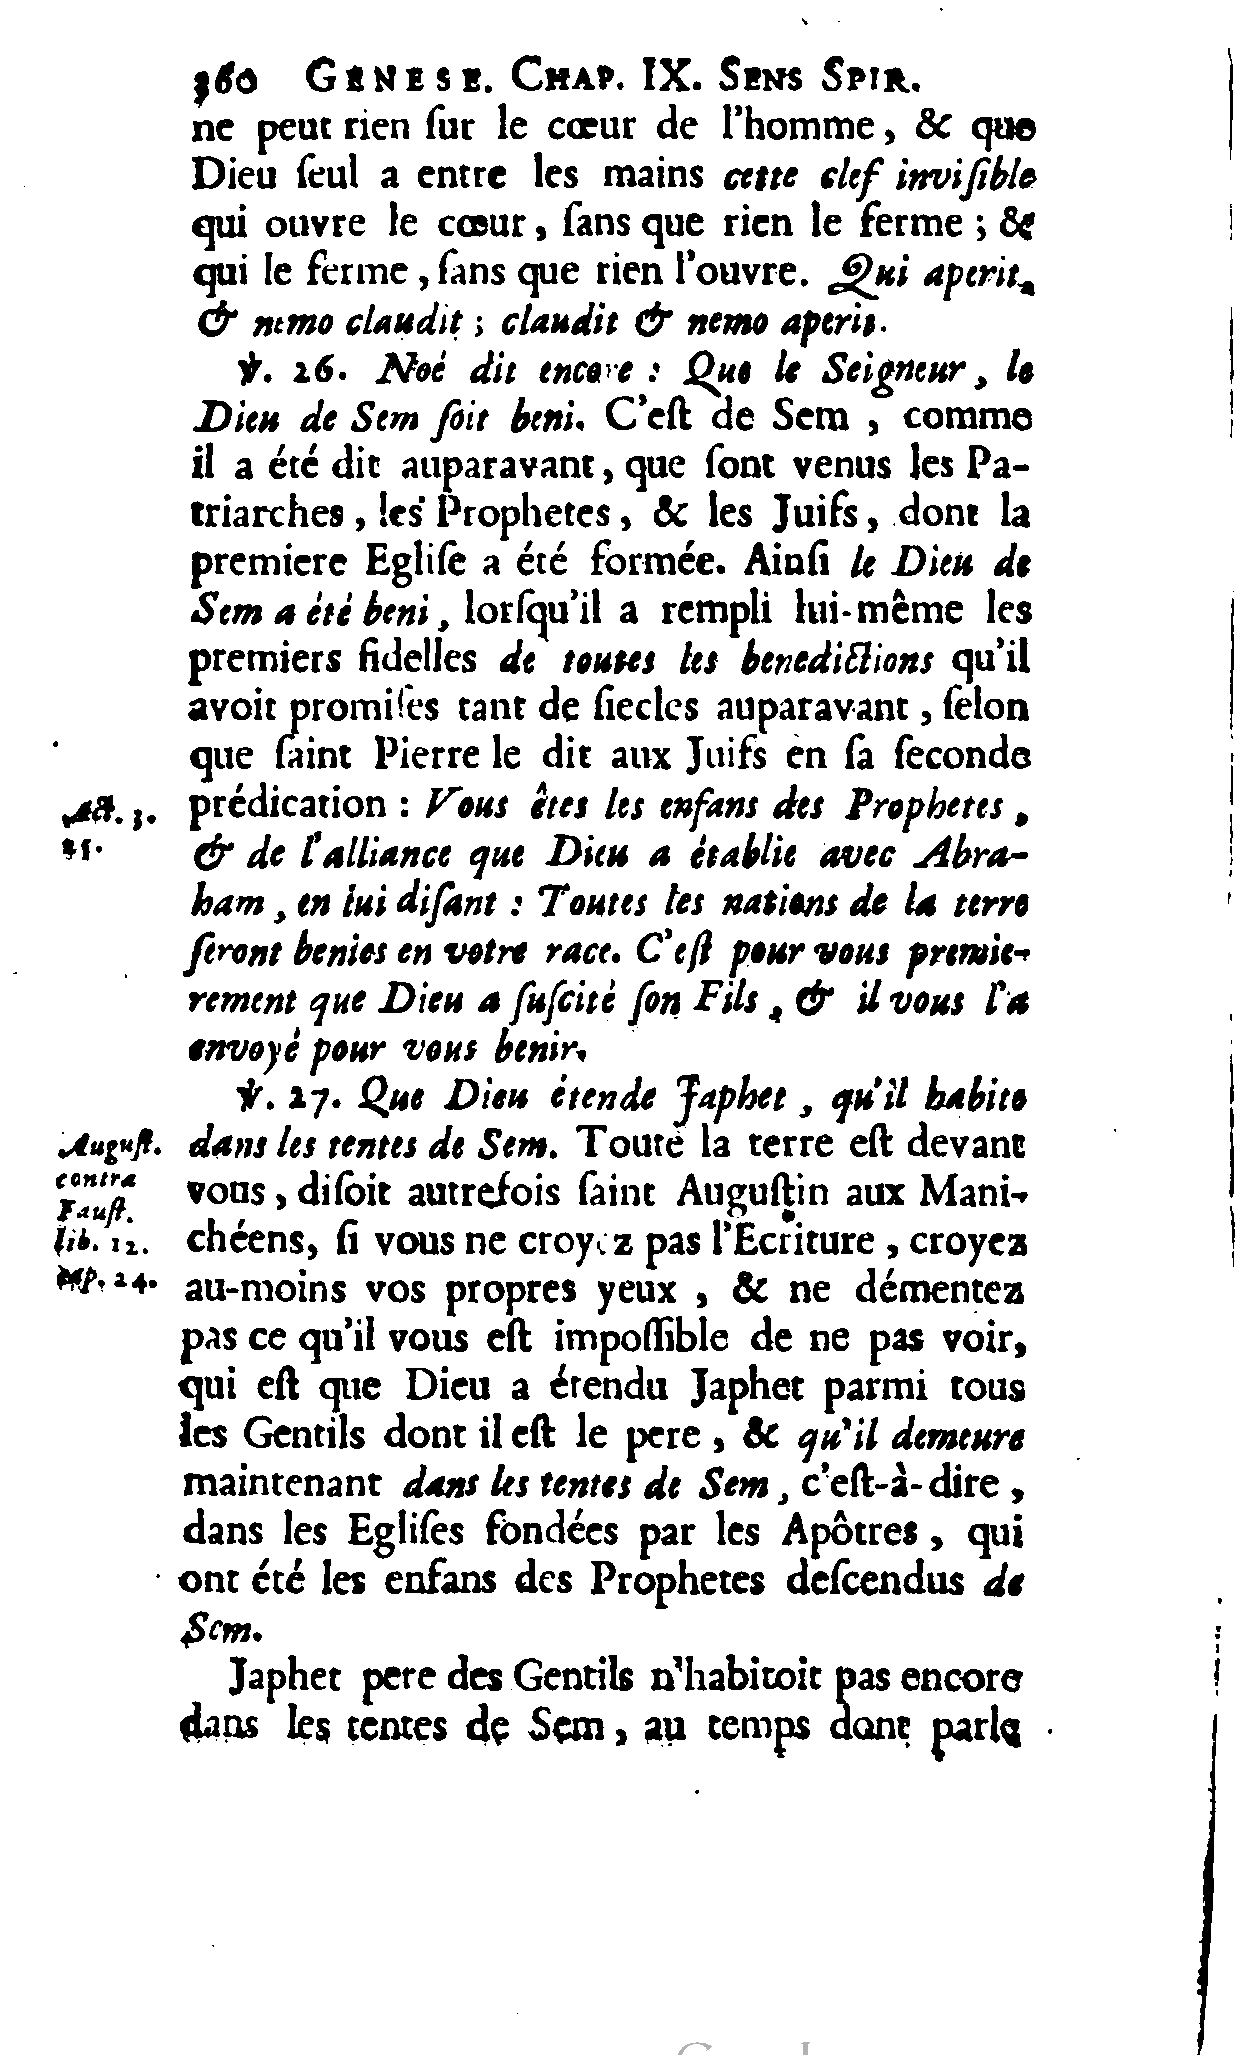 360 GENESE. CHAP. IX. SENS SPIR.
ne peut rien ſur le cœur de l'homme, & que
Dieu ſeul a entre les mains cette clef inviſible
qui ouvre le cœur, ſans que rien le ferme ; &
qui le ferme, ſans que rien l'ouvre. Qui aperit,
& nemo claudit ; claudit & nemo aperit.
℣. 26. Noé dit encore : Que le Seigneur, le
Dieu de Sem ſoit beni. C'eſt de Sem, comme
il a été dit auparavant, que ſont venus les Pa-
triarches, les Prophetes, & les Juifs, dont la
premiere Egliſe a été formée. Ainſi le Dieu de
Sem a été beni, lorſqu'il a rempli lui-même les
premiers fidelles de toutes les benedictions qu'il
avoit promiſes tant de ſiecles auparavant, ſelon
que ſaint Pierre le dit aux Juifs en ſa ſeconde
Act. 3. prédication : Vous êtes les enfans des Prophetes,
25. & de l'alliance que Dieu a établie avec Abra-
ham, en lui diſant : Toutes les nations de la terre
ſeront benies en votre race. C'eſt pour vous premie-
rement que Dieu a ſuſcité ſon Fils, & il vous l'a
envoyé pour vous benir.
℣. 27. Que Dieu étende Japhet, qu'il habite
Auguſt. dans les tentes de Sem. Toute la terre eſt devant
contra
Fauſt. vous, diſoit autrefois ſaint Auguſtin aux Mani-
lib. 12. chéens, ſi vous ne croyez pas l'Ecriture, croyez
cap. 24. au-moins vos propres yeux, & ne démentez
pas ce qu'il vous eſt impoſſible de ne pas voir,
qui eſt que Dieu a étendu Japhet parmi tous
les Gentils dont il eſt le pere, & qu'il demeure
maintenant dans les tentes de Sem, c'eſt-à-dire,
dans les Egliſes fondées par les Apôtres, qui
ont été les enfans des Prophetes deſcendus de
Sem.
Japhet pere des Gentils n'habitoit pas encore
dans les tentes de Sem, au temps dont parle